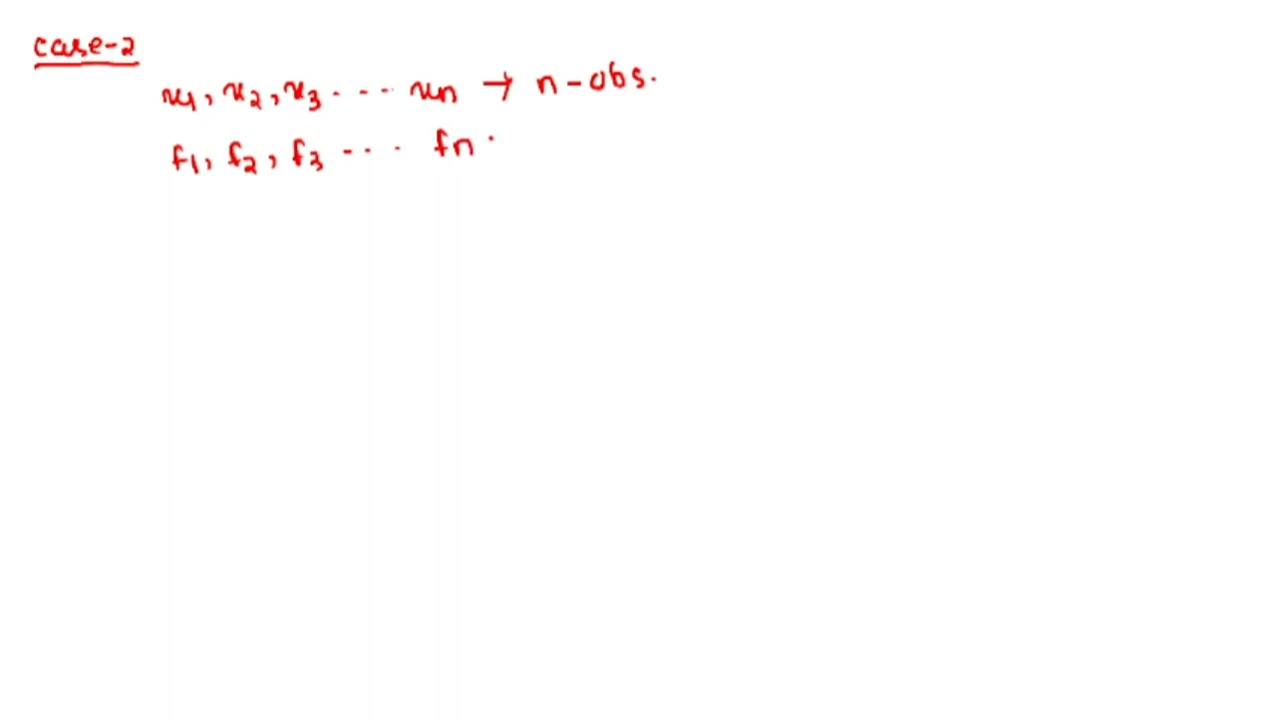 case-2
x1, x2, x3 . - - . xn → n-obs.
f1, f2, f3 - - . fn .